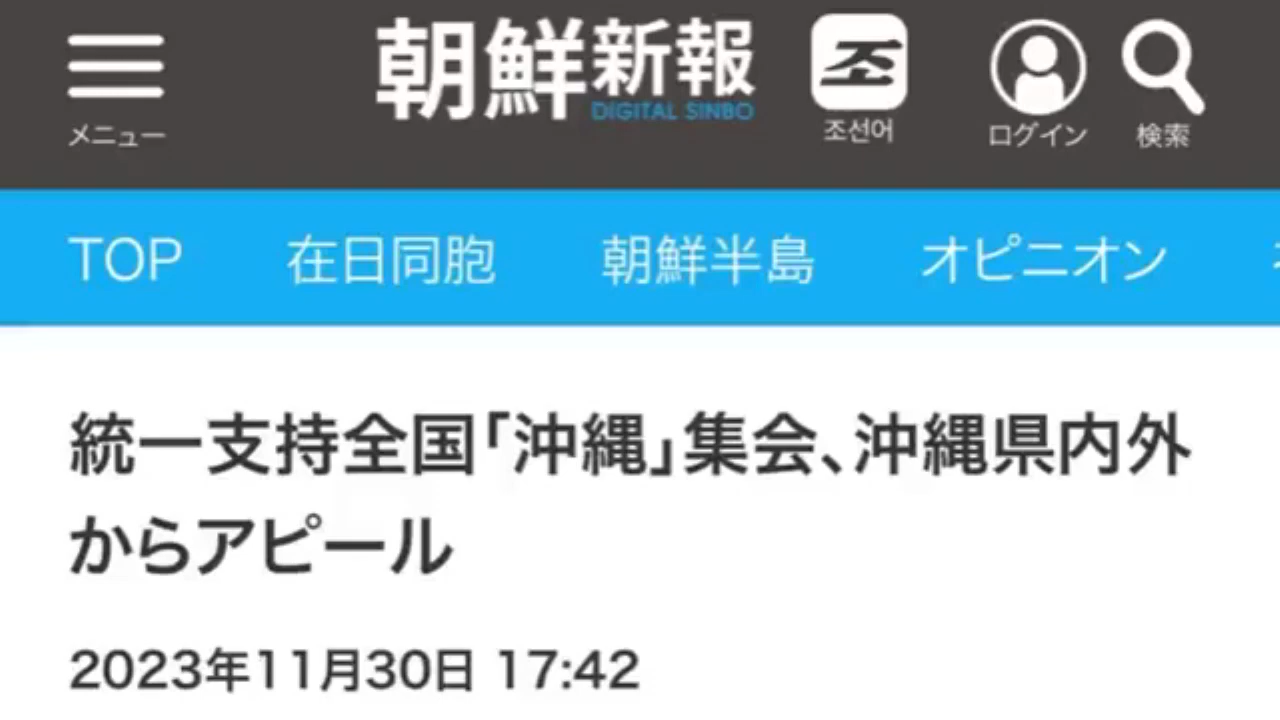 メニュー
朝鮮新報
DIGITAL SINBO
조
조선어
ログイン
検索
TOP 在日同胞 朝鮮半島 オピニオン
統一支持全国「沖縄」集会、沖縄県内外
からアピール
2023年11月30日 17:42